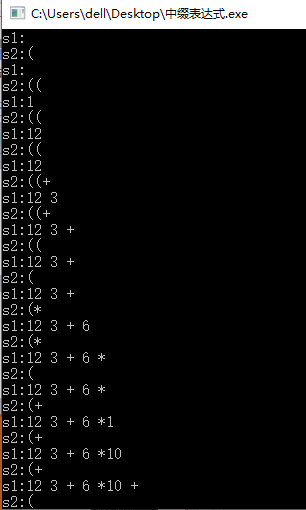 C:\Users\dell\Desktop\中缀表达式.exe
s1:
s2:(
s1:
s2:((
s1:1
s2:((
s1:12
s2:((
s1:12
s2:((+
s1:12 3
s2:((+
s1:12 3 +
s2:((
s1:12 3 +
s2:(
s1:12 3 +
s2:(*
s1:12 3 + 6
s2:(*
s1:12 3 + 6 *
s2:(
s1:12 3 + 6 *
s2:(+
s1:12 3 + 6 *1
s2:(+
s1:12 3 + 6 *10
s2:(+
s1:12 3 + 6 *10 +
s2:(